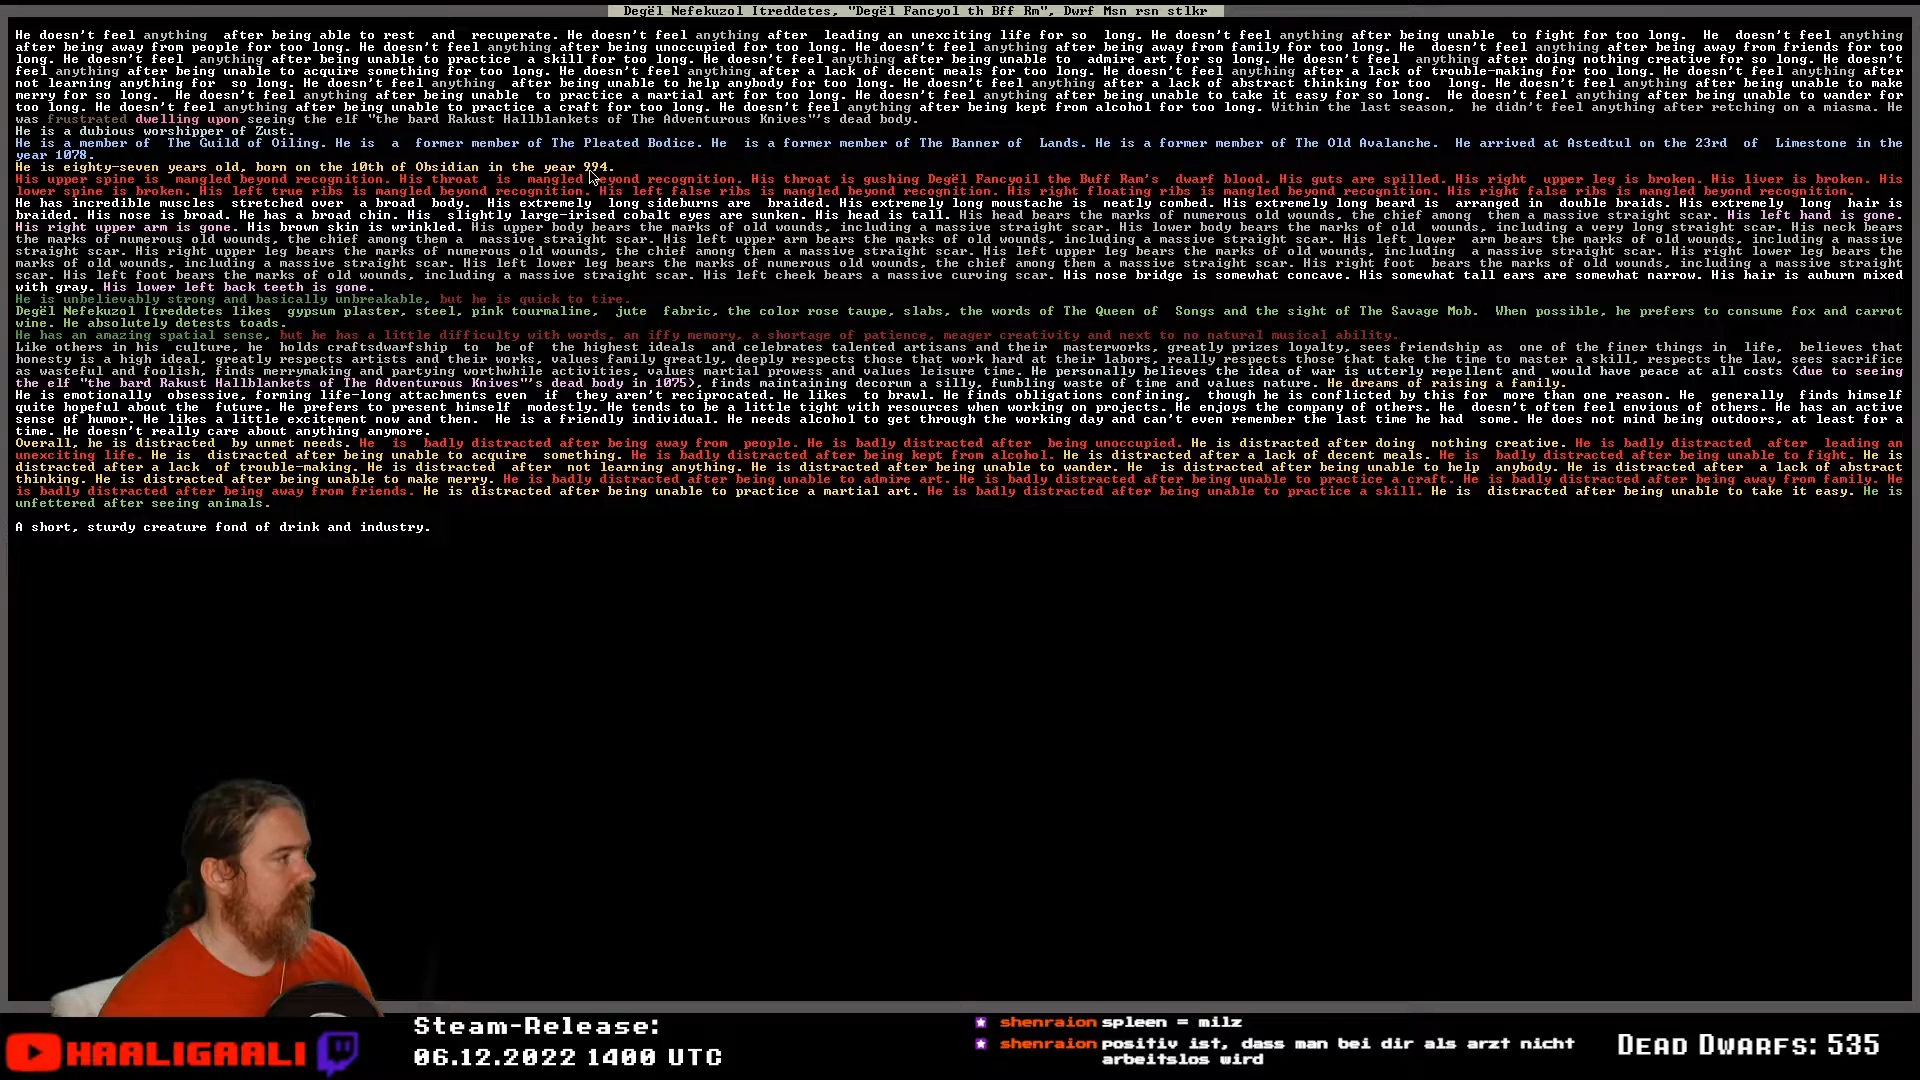 Degël Nefekuzol Itreddetes, "Degël Fancyol th Bff Rm", Dwrf Msn rsn stlkr
He doesn't feel anything after being able to rest and recuperate. He doesn't feel anything after leading an unexciting life for so long. He doesn't feel anything after being unable to fight for too long. He doesn't feel anything
after being away from people for too long. He doesn't feel anything after being unoccupied for too long. He doesn't feel anything after being away from family for too long. He doesn't feel anything after being away from friends for too
long. He doesn't feel anything after being unable to practice a skill for too long. He doesn't feel anything after being unable to admire art for so long. He doesn't feel anything after doing nothing creative for so long. He doesn't
feel anything after being unable to acquire something for too long. He doesn't feel anything after a lack of decent meals for too long. He doesn't feel anything after a lack of trouble-making for too long. He doesn't feel anything after
not learning anything for so long. He doesn't feel anything after being unable to help anybody for too long. He doesn't feel anything after a lack of abstract thinking for too long. He doesn't feel anything after being unable to make
merry for so long. He doesn't feel anything after being unable to practice a martial art for too long. He doesn't feel anything after being unable to take it easy for so long. He doesn't feel anything after being unable to wander for
too long. He doesn't feel anything after being unable to practice a craft for too long. He doesn't feel anything after being kept from alcohol for too long. Within the last season, he didn't feel anything after retching on a miasma. He
was frustrated dwelling upon seeing the elf "the bard Rakust Hallblankets of The Adventurous Knives"'s dead body.
He is a dubious worshipper of Zust.
He is a member of The Guild of Oiling. He is a former member of The Pleated Bodice. He is a former member of The Banner of Lands. He is a former member of The Old Avalanche. He arrived at Astedtul on the 23rd of Limestone in the
year 1078.
He is eighty-seven years old, born on the 10th of Obsidian in the year 994.
His upper spine is mangled beyond recognition. His throat is mangled beyond recognition. His throat is gushing Degël Fancyoil the Buff Ram's dwarf blood. His guts are spilled. His right upper leg is broken. His liver is broken. His
lower spine is broken. His left true ribs is mangled beyond recognition. His left false ribs is mangled beyond recognition. His right floating ribs is mangled beyond recognition. His right false ribs is mangled beyond recognition.
He has incredible muscles stretched over a broad body. His extremely long sideburns are braided. His extremely long moustache is neatly combed. His extremely long beard is arranged in double braids. His extremely long hair is
braided. His nose is broad. He has a broad chin. His slightly large-irised cobalt eyes are sunken. His head is tall. His head bears the marks of numerous old wounds, the chief among them a massive straight scar. His left hand is gone.
His right upper arm is gone. His brown skin is wrinkled. His upper body bears the marks of old wounds, including a massive straight scar. His lower body bears the marks of old wounds, including a very long straight scar. His neck bears
the marks of numerous old wounds, the chief among them a massive straight scar. His left upper arm bears the marks of old wounds, including a massive straight scar. His left lower arm bears the marks of old wounds, including a massive
straight scar. His right upper leg bears the marks of numerous old wounds, the chief among them a massive straight scar. His left upper leg bears the marks of old wounds, including a massive straight scar. His right lower leg bears the
marks of old wounds, including a massive straight scar. His left lower leg bears the marks of numerous old wounds, the chief among them a massive straight scar. His right foot bears the marks of old wounds, including a massive straight
scar. His left foot bears the marks of old wounds, including a massive straight scar. His left cheek bears a massive curving scar. His nose bridge is somewhat concave. His somewhat tall ears are somewhat narrow. His hair is auburn mixed
with gray. His lower left back teeth is gone.
He is unbelievably strong and basically unbreakable, but he is quick to tire.
Degël Nefekuzol Itreddetes likes gypsum plaster, steel, pink tourmaline, jute fabric, the color rose taupe, slabs, the words of The Queen of Songs and the sight of The Savage Mob. When possible, he prefers to consume fox and carrot
wine. He absolutely detests toads.
He has an amazing spatial sense, but he has a little difficulty with words, an iffy memory, a shortage of patience, meager creativity and next to no natural musical ability.
Like others in his culture, he holds craftsdwarfship to be of the highest ideals and celebrates talented artisans and their masterworks, greatly prizes loyalty, sees friendship as one of the finer things in life, believes that
honesty is a high ideal, greatly respects artists and their works, values family greatly, deeply respects those that work hard at their labors, really respects those that take the time to master a skill, respects the law, sees sacrifice
as wasteful and foolish, finds merrymaking and partying worthwhile activities, values martial prowess and values leisure time. He personally believes the idea of war is utterly repellent and would have peace at all costs (due to seeing
the elf "the bard Rakust Hallblankets of The Adventurous Knives"'s dead body in 1075), finds maintaining decorum a silly, fumbling waste of time and values nature. He dreams of raising a family.
He is emotionally obsessive, forming life-long attachments even if they aren't reciprocated. He likes to brawl. He finds obligations confining, though he is conflicted by this for more than one reason. He generally finds himself
quite hopeful about the future. He prefers to present himself modestly. He tends to be a little tight with resources when working on projects. He enjoys the company of others. He doesn't often feel envious of others. He has an active
sense of humor. He likes a little excitement now and then. He is a friendly individual. He needs alcohol to get through the working day and can't even remember the last time he had some. He does not mind being outdoors, at least for a
time. He doesn't really care about anything anymore.
Overall, he is distracted by unmet needs. He is badly distracted after being away from people. He is badly distracted after being unoccupied. He is distracted after doing nothing creative. He is badly distracted after leading an
unexciting life. He is distracted after being unable to acquire something. He is badly distracted after being kept from alcohol. He is distracted after a lack of decent meals. He is badly distracted after being unable to fight. He is
distracted after a lack of trouble-making. He is distracted after not learning anything. He is distracted after being unable to wander. He is distracted after being unable to help anybody. He is distracted after a lack of abstract
thinking. He is distracted after being unable to make merry. He is badly distracted after being unable to admire art. He is badly distracted after being unable to practice a craft. He is badly distracted after being away from family. He
is badly distracted after being away from friends. He is distracted after being unable to practice a martial art. He is badly distracted after being unable to practice a skill. He is distracted after being unable to take it easy. He is
unfettered after seeing animals.
A short, sturdy creature fond of drink and industry.
HAALIGAALI
Steam-Release:
06.12.2022 1400 UTC
shenraion spleen = milz
shenraion positiv ist, dass man bei dir als arzt nicht
arbeitslos wird
Dead Dwarfs: 535